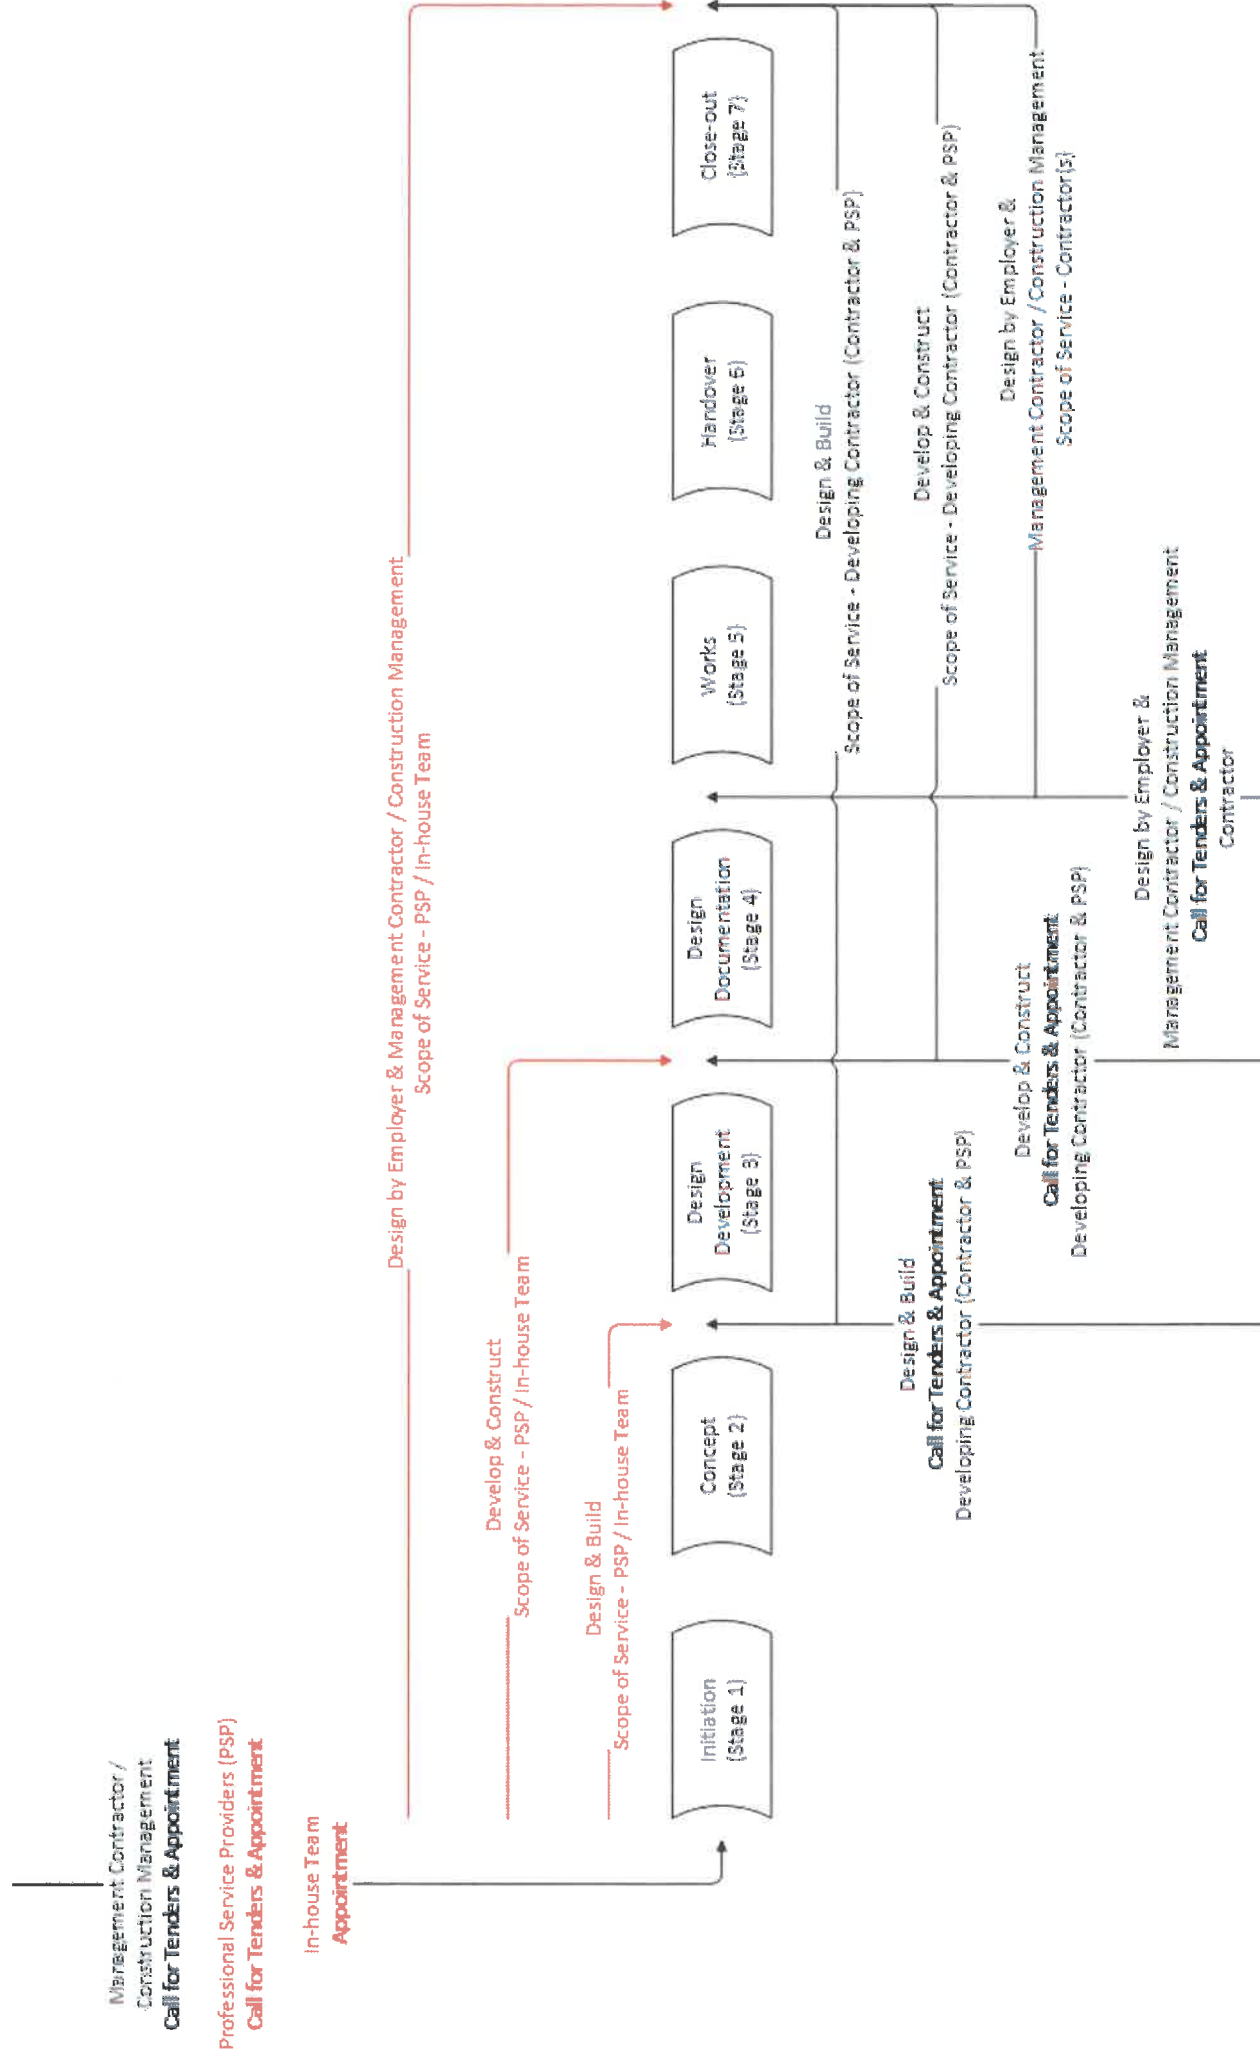 Management Contractor /
Construction Management
Call for Tenders & Appointment
Professional Service Providers (PSP)
Call for Tenders & Appointment
In-house Team
Appointment
Design by Employer & Management Contractor / Construction Management
Scope of Service - PSP / In-house Team
Develop & Construct
Scope of Service - PSP / In-house Team
Design & Build
Scope of Service - PSP / In-house Team
Initiation
(Stage 1)
Concept
(Stage 2)
Design
Development
(Stage 3)
Design
Documentation
(Stage 4)
Works
(Stage 5)
Handover
(Stage 6)
Close-out
(Stage 7)
Design & Build
Scope of Service - Developing Contractor (Contractor & PSP)
Develop & Construct
Scope of Service - Developing Contractor (Contractor & PSP)
Design by Employer &
Management Contractor / Construction Management
Scope of Service - Contractor(s)
Design & Build
Call for Tenders & Appointment
Developing Contractor (Contractor & PSP)
Develop & Construct
Call for Tenders & Appointment
Developing Contractor (Contractor & PSP)
Design by Employer &
Management Contractor / Construction Management
Call for Tenders & Appointment
Contractor